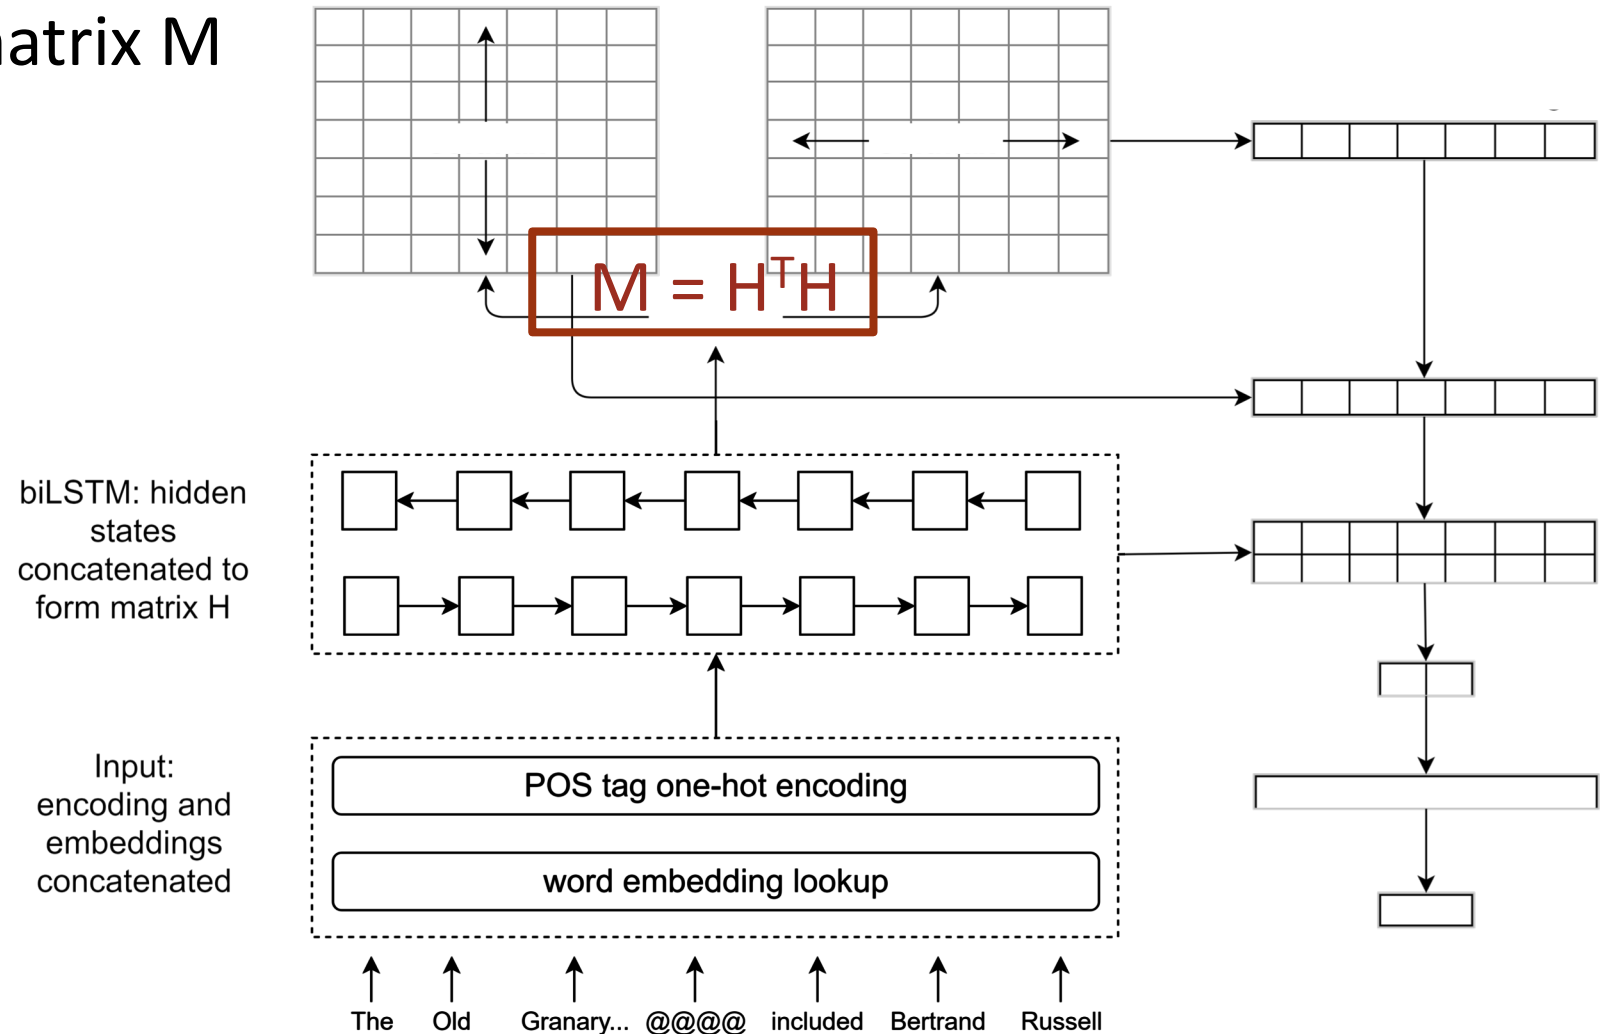 atrix M
M = HᵀH
biLSTM: hidden
states
concatenated to
form matrix H
Input:
encoding and
embeddings
concatenated
POS tag one-hot encoding
word embedding lookup
The Old Granary... @@@@ included Bertrand Russell